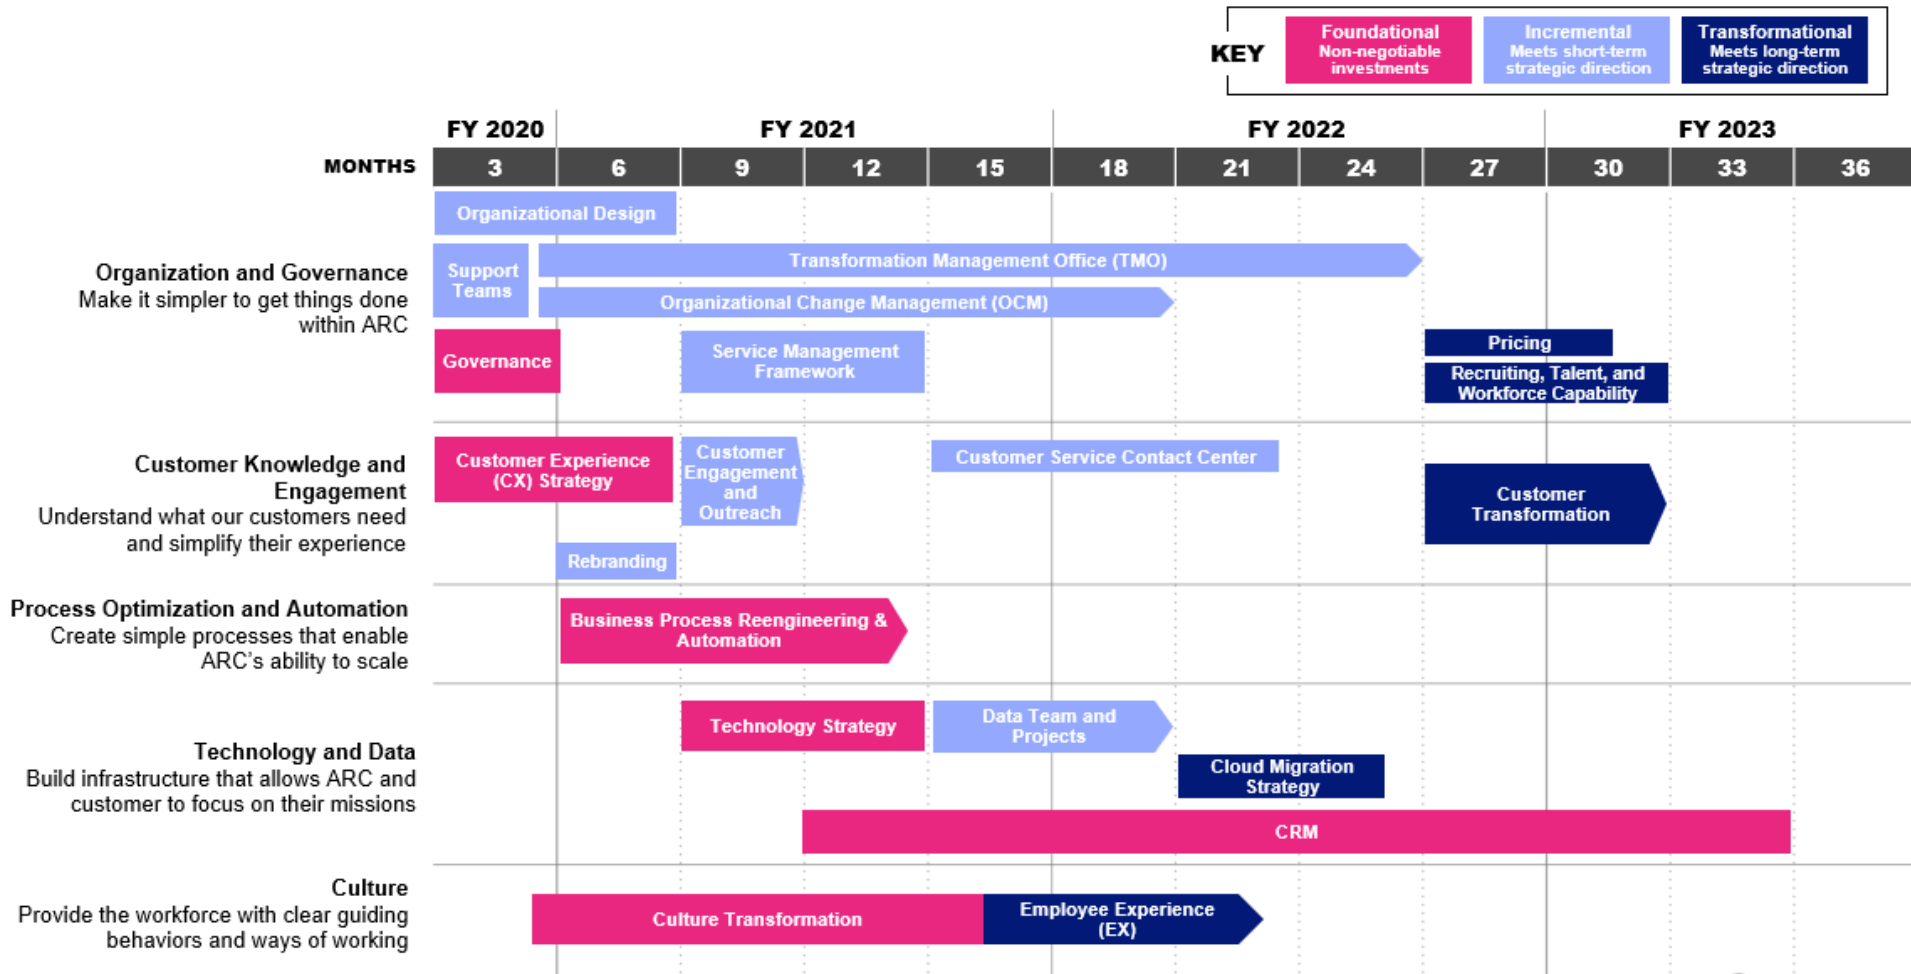 KEY
Foundational
Non-negotiable
investments
Incremental
Meets short-term
strategic direction
Transformational
Meets long-term
strategic direction
FY 2020
FY 2021
FY 2022
FY 2023
MONTHS
3
6
9
12
15
18
21
24
27
30
33
36
Organization and Governance
Make it simpler to get things done
within ARC
Organizational Design
Support
Teams
Transformation Management Office (TMO)
Organizational Change Management (OCM)
Governance
Service Management
Framework
Pricing
Recruiting, Talent, and
Workforce Capability
Customer Knowledge and
Engagement
Understand what our customers need
and simplify their experience
Customer Experience
(CX) Strategy
Customer
Engagement
and
Outreach
Customer Service Contact Center
Customer
Transformation
Rebranding
Process Optimization and Automation
Create simple processes that enable
ARC's ability to scale
Business Process Reengineering &
Automation
Technology and Data
Build infrastructure that allows ARC and
customer to focus on their missions
Technology Strategy
Data Team and
Projects
Cloud Migration
Strategy
CRM
Culture
Provide the workforce with clear guiding
behaviors and ways of working
Culture Transformation
Employee Experience
(EX)